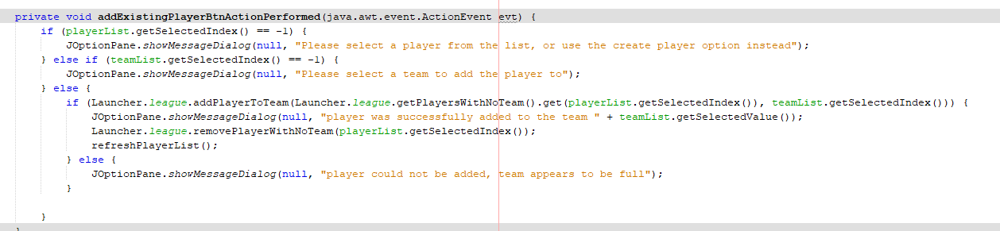 private void addExistingPlayerBtnActionPerformed(java.awt.event.ActionEvent evt) {
if (playerList.getSelectedIndex() == -1) {
JOptionPane.showMessageDialog(null, "Please select a player from the list, or use the create player option instead");
} else if (teamList.getSelectedIndex() == -1) {
JOptionPane.showMessageDialog(null, "Please select a team to add the player to");
} else {
if (Launcher.league.addPlayerToTeam(Launcher.league.getPlayersWithNoTeam().get(playerList.getSelectedIndex()), teamList.getSelectedIndex())) {
JOptionPane.showMessageDialog(null, "player was successfully added to the team " + teamList.getSelectedValue());
Launcher.league.removePlayerWithNoTeam(playerList.getSelectedIndex());
refreshPlayerList();
} else {
JOptionPane.showMessageDialog(null, "player could not be added, team appears to be full");
}
}
}